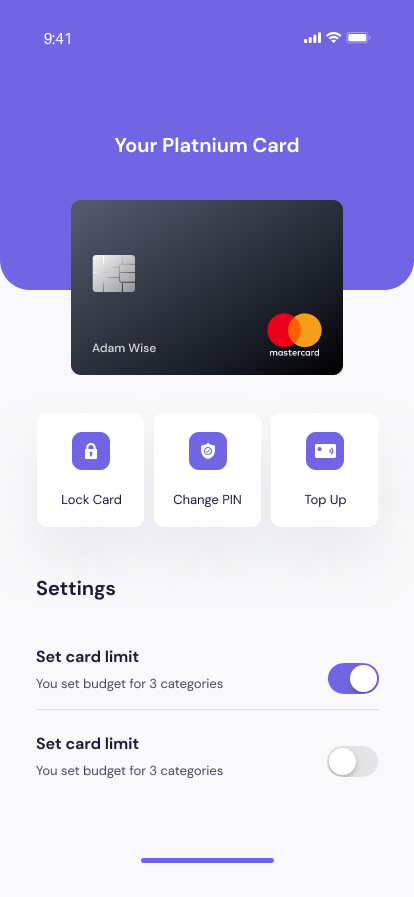 9:41
Your Platnium Card
Adam Wise
mastercard
Lock Card
Change PIN
Top Up
Settings
Set card limit
You set budget for 3 categories
Set card limit
You set budget for 3 categories